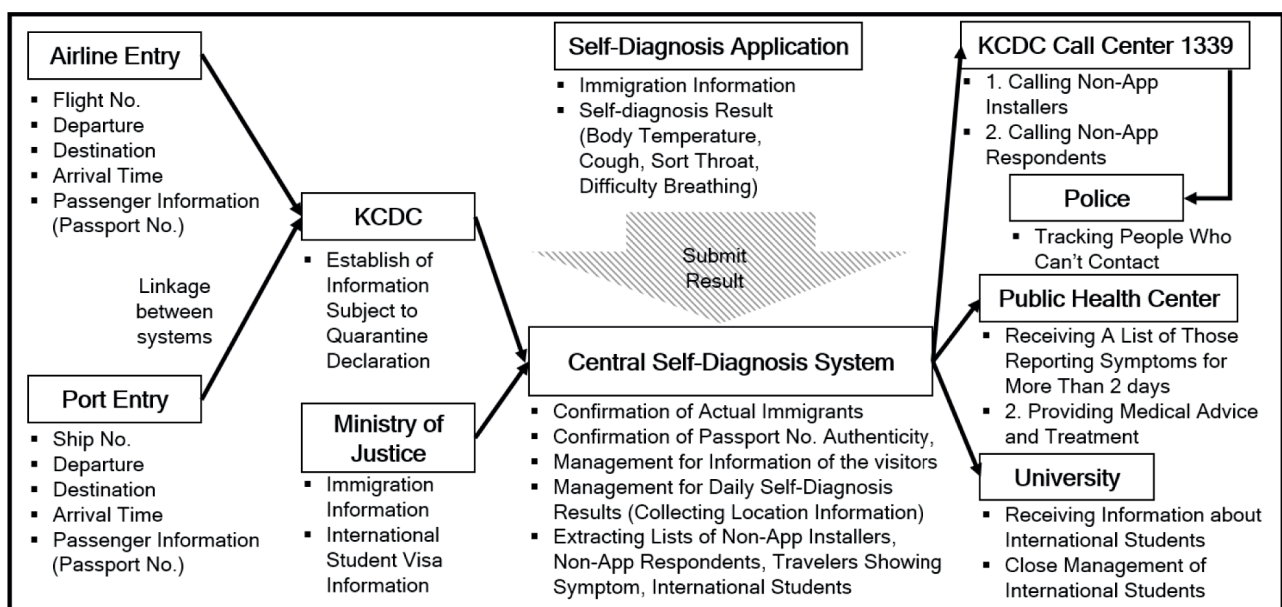 Airline Entry
▪ Flight No.
▪ Departure
▪ Destination
▪ Arrival Time
▪ Passenger Information
(Passport No.)
Linkage
between
systems
Port Entry
▪ Ship No.
▪ Departure
▪ Destination
▪ Arrival Time
▪ Passenger Information
(Passport No.)
KCDC
▪ Establish of
Information
Subject to
Quarantine
Declaration
Ministry of
Justice
▪ Immigration
Information
▪ International
Student Visa
Information
Self-Diagnosis Application
▪ Immigration Information
▪ Self-diagnosis Result
(Body Temperature,
Cough, Sort Throat,
Difficulty Breathing)
Submit
Result
Central Self-Diagnosis System
▪ Confirmation of Actual Immigrants
▪ Confirmation of Passport No. Authenticity,
▪ Management for Information of the visitors
▪ Management for Daily Self-Diagnosis
Results (Collecting Location Information)
▪ Extracting Lists of Non-App Installers,
Non-App Respondents, Travelers Showing
Symptom, International Students
KCDC Call Center 1339
▪ 1. Calling Non-App
Installers
▪ 2. Calling Non-App
Respondents
Police
▪ Tracking People Who
Can't Contact
Public Health Center
▪ Receiving A List of Those
Reporting Symptoms for
More Than 2 days
▪ 2. Providing Medical Advice
and Treatment
University
▪ Receiving Information about
International Students
▪ Close Management of
International Students